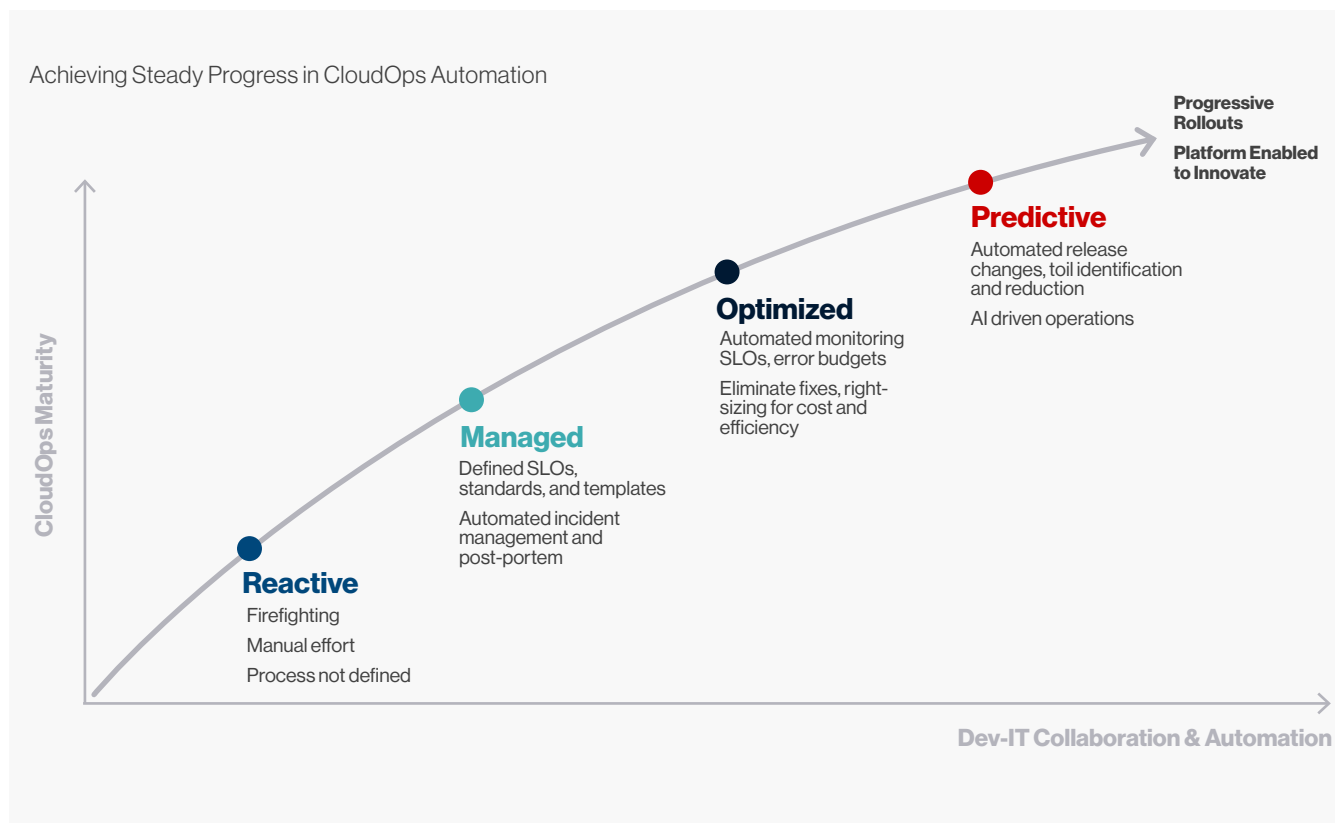 Achieving Steady Progress in CloudOps Automation
Progressive
Rollouts
Platform Enabled
to Innovate
Predictive
Automated release
changes, toil identification
and reduction
AI driven operations
Optimized
Automated monitoring
SLOs, error budgets
Eliminate fixes, right-
sizing for cost and
efficiency
Managed
Defined SLOs,
standards, and templates
Automated incident
management and
post-portem
Reactive
Firefighting
Manual effort
Process not defined
CloudOps Maturity
Dev-IT Collaboration & Automation